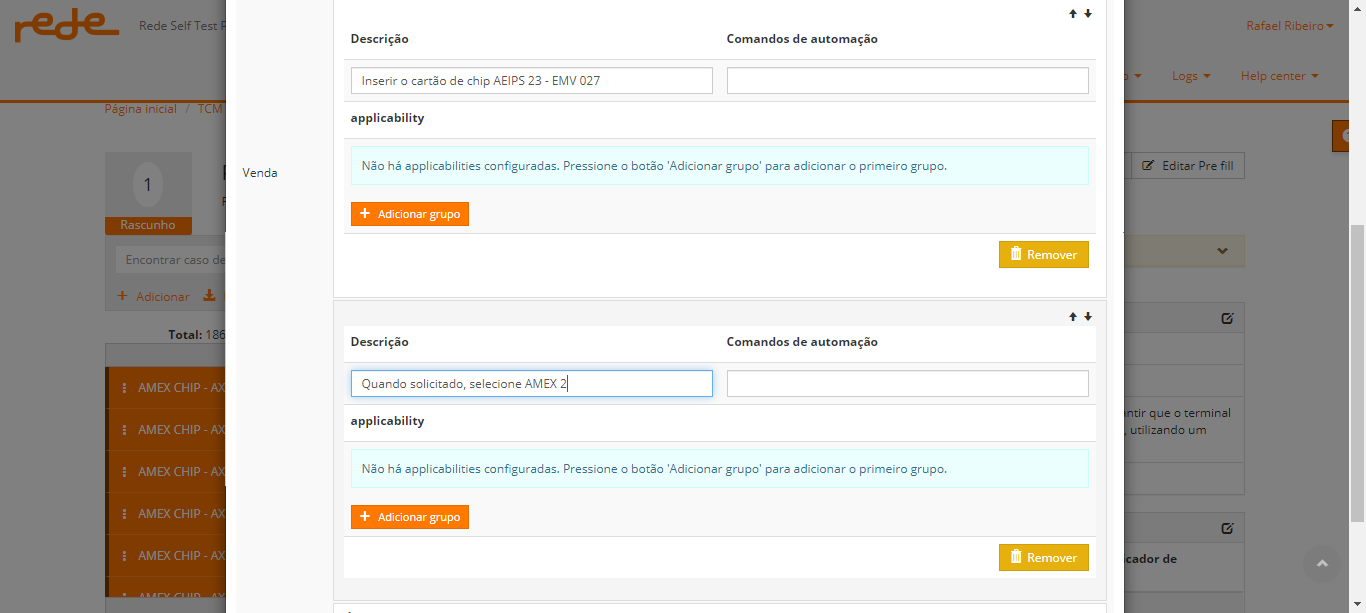 rede
Rede Self Test P
Rafael Ribeiro
Logs
Help center
Página inicial / TCM
1
Rascunho
Editar Pre fill
Encontrar caso de
+ Adicionar
Total: 186
AMEX CHIP - AX
AMEX CHIP - AX
AMEX CHIP - AX
AMEX CHIP - AX
AMEX CHIP - AX
AMEX CHIP - AX
Venda
Descrição
Comandos de automação
Inserir o cartão de chip AEIPS 23 - EMV 027
applicability
Não há applicabilities configuradas. Pressione o botão 'Adicionar grupo' para adicionar o primeiro grupo.
+ Adicionar grupo
Remover
Descrição
Comandos de automação
Quando solicitado, selecione AMEX 2
applicability
Não há applicabilities configuradas. Pressione o botão 'Adicionar grupo' para adicionar o primeiro grupo.
+ Adicionar grupo
Remover
ntir que o terminal
, utilizando um
cador de